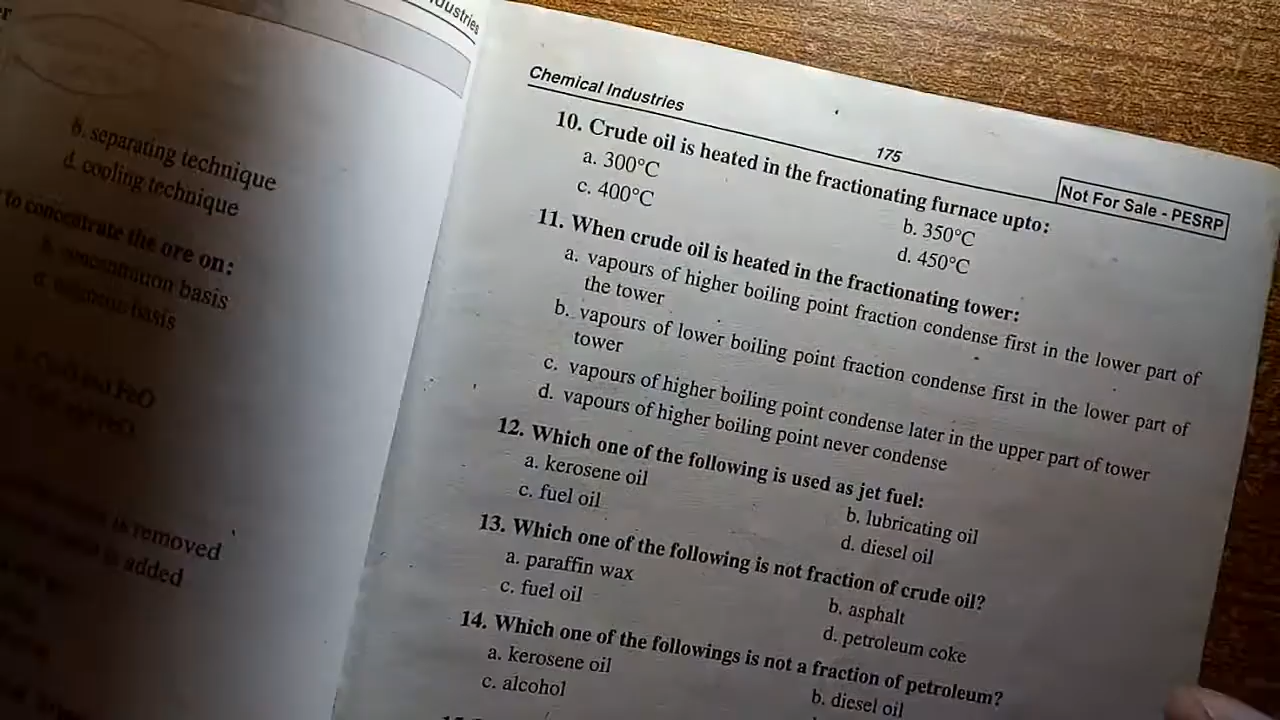 dustries
b. separating technique
d. cooling technique
to concentrate the ore on:
basis
basis
FeO
is removed
is added
Chemical Industries
175
Not For Sale - PESRP
10. Crude oil is heated in the fractionating furnace upto:
a. 300°C
b. 350°C
c. 400°C
d. 450°C
11. When crude oil is heated in the fractionating tower:
a. vapours of higher boiling point fraction condense first in the lower part of
the tower
b. vapours of lower boiling point fraction condense first in the lower part of
tower
c. vapours of higher boiling point condense later in the upper part of tower
d. vapours of higher boiling point never condense
12. Which one of the following is used as jet fuel:
a. kerosene oil
b. lubricating oil
c. fuel oil
d. diesel oil
13. Which one of the following is not fraction of crude oil?
a. paraffin wax
b. asphalt
c. fuel oil
d. petroleum coke
14. Which one of the followings is not a fraction of petroleum?
a. kerosene oil
b. diesel oil
c. alcohol